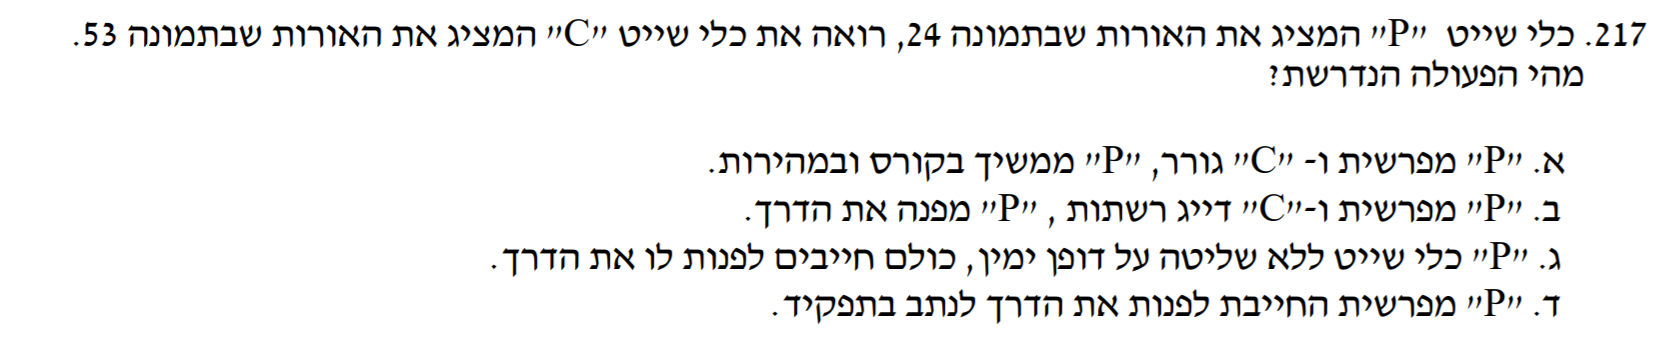 217. כלי שייט "P" המציג את האורות שבתמונה 24, רואה את כלי שייט "C" המציג את האורות שבתמונה 53.
מהי הפעולה הנדרשת?
א. "P" מפרשית ו- "C" גורר, "P" ממשיך בקורס ובמהירות.
ב. "P" מפרשית ו-"C" דייג רשתות , "P" מפנה את הדרך.
ג. "P" כלי שייט ללא שליטה על דופן ימין, כולם חייבים לפנות לו את הדרך.
ד. "P" מפרשית החייבת לפנות את הדרך לנתב בתפקיד.